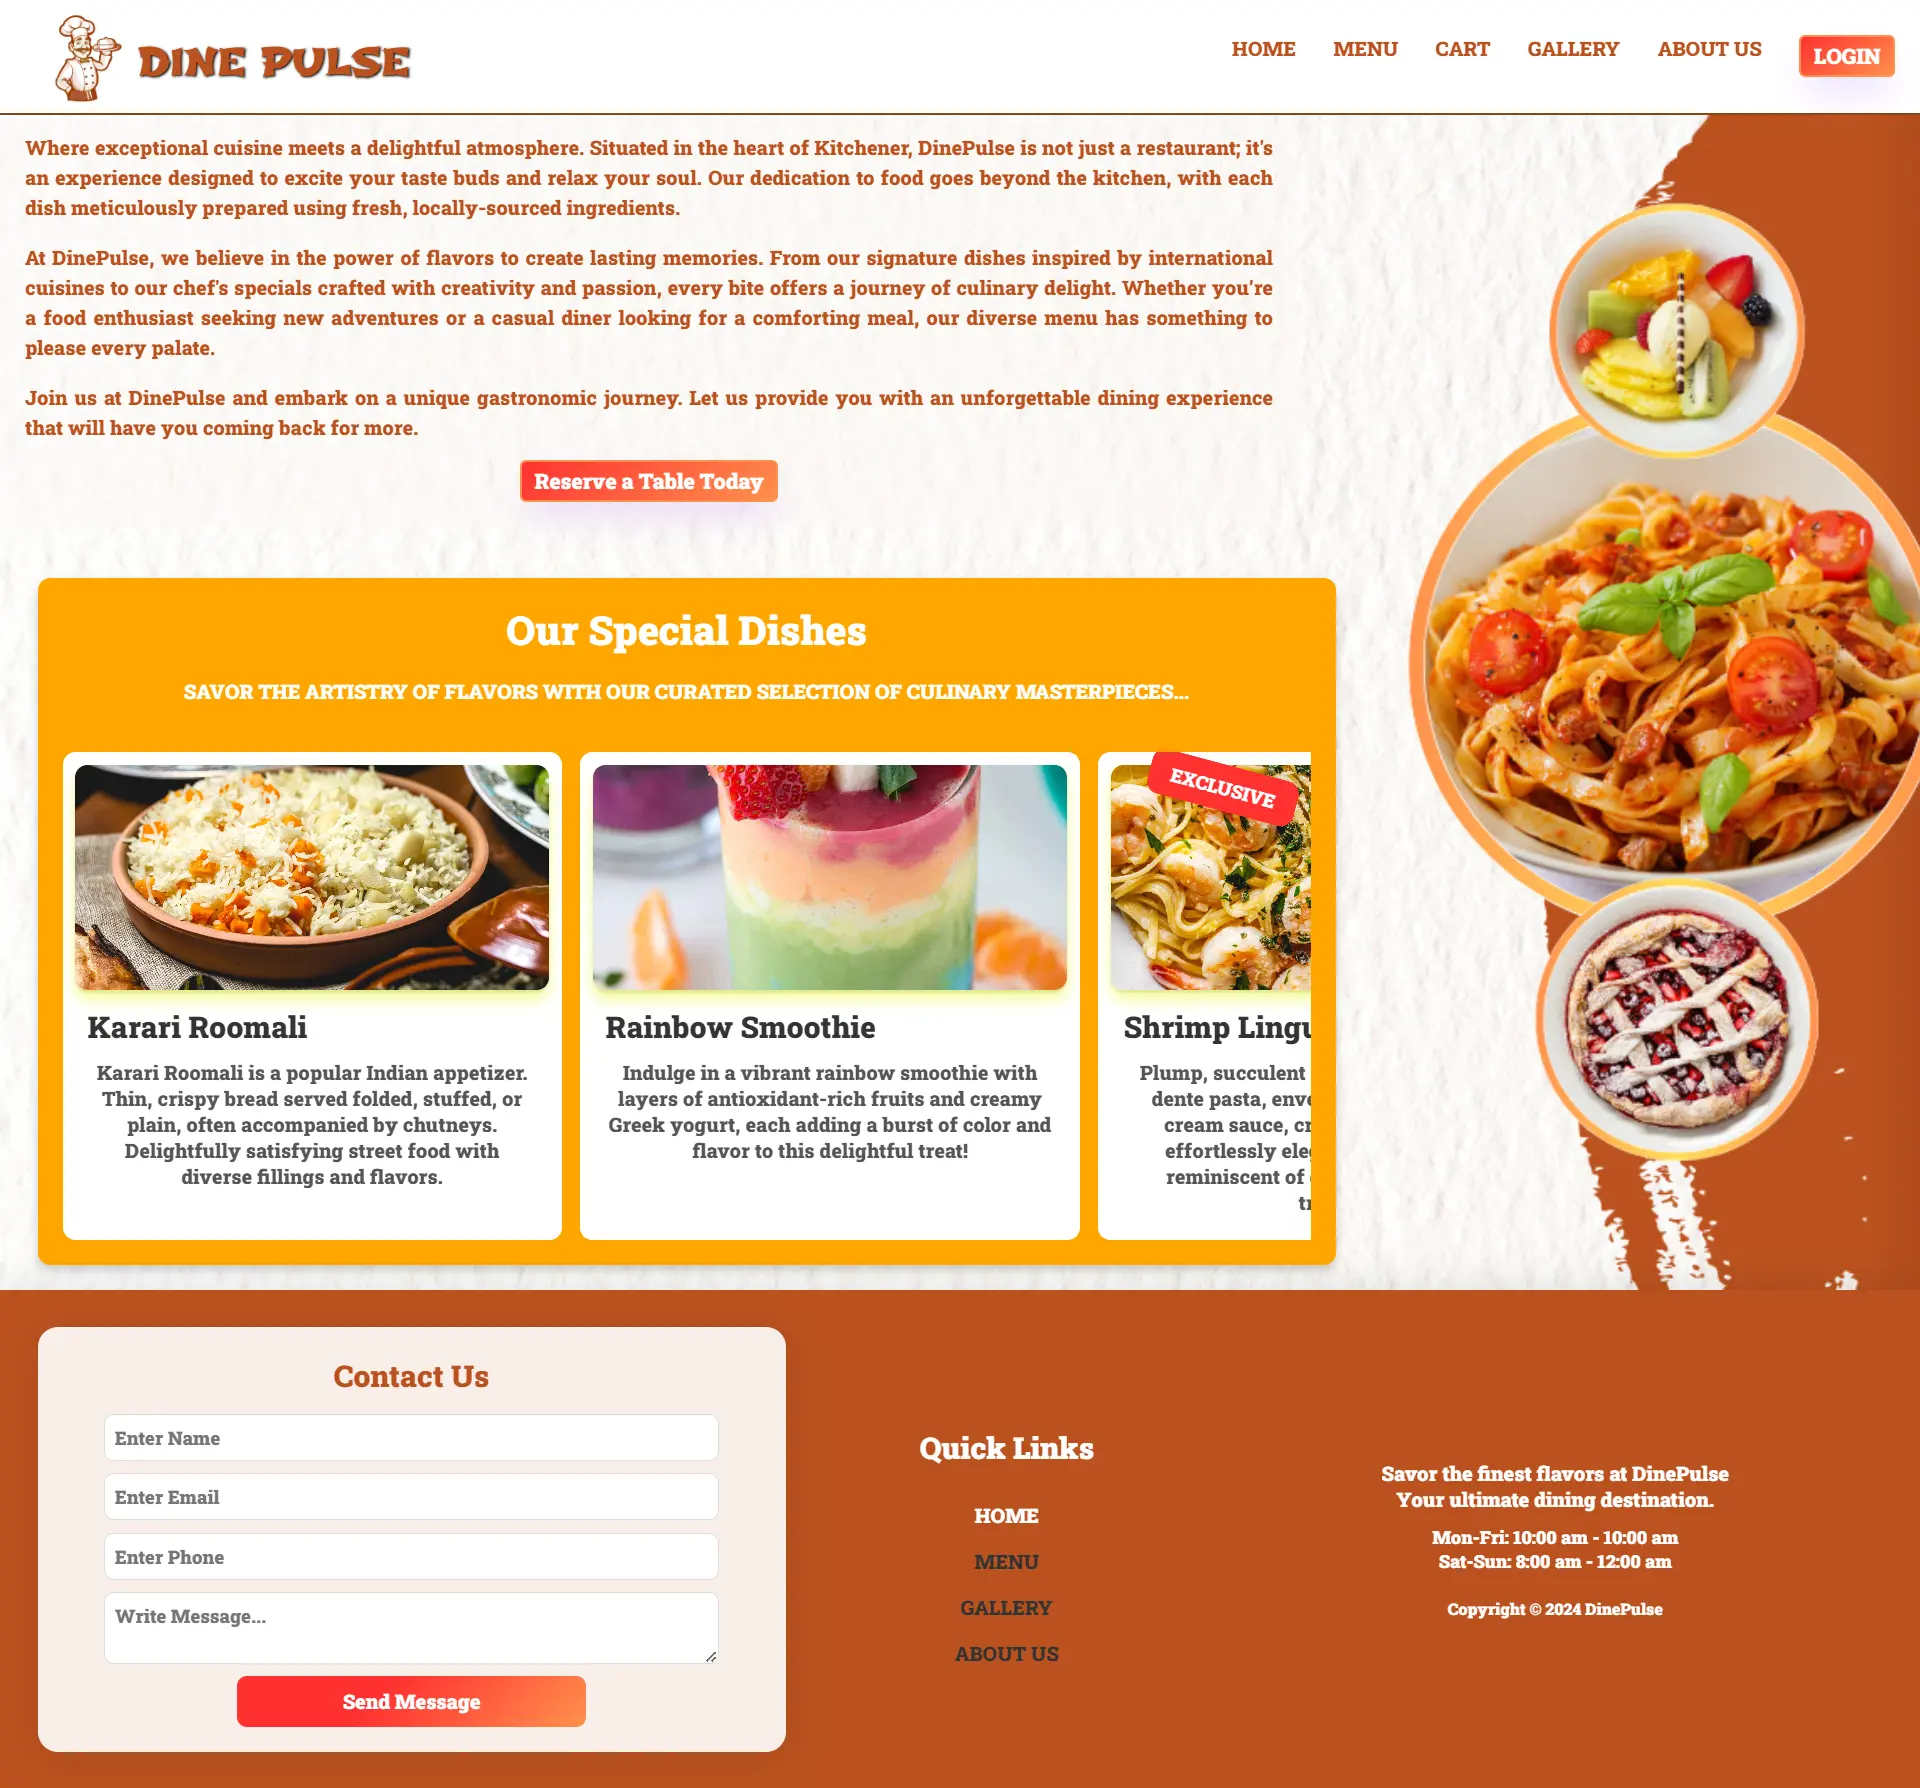 DINE PULSE
HOME MENU CART GALLERY ABOUT US LOGIN
Where exceptional cuisine meets a delightful atmosphere. Situated in the heart of Kitchener, DinePulse is not just a restaurant; it's
an experience designed to excite your taste buds and relax your soul. Our dedication to food goes beyond the kitchen, with each
dish meticulously prepared using fresh, locally-sourced ingredients.
At DinePulse, we believe in the power of flavors to create lasting memories. From our signature dishes inspired by international
cuisines to our chef's specials crafted with creativity and passion, every bite offers a journey of culinary delight. Whether you're
a food enthusiast seeking new adventures or a casual diner looking for a comforting meal, our diverse menu has something to
please every palate.
Join us at DinePulse and embark on a unique gastronomic journey. Let us provide you with an unforgettable dining experience
that will have you coming back for more.
Reserve a Table Today
Our Special Dishes
SAVOR THE ARTISTRY OF FLAVORS WITH OUR CURATED SELECTION OF CULINARY MASTERPIECES...
Karari Roomali
Karari Roomali is a popular Indian appetizer.
Thin, crispy bread served folded, stuffed, or
plain, often accompanied by chutneys.
Delightfully satisfying street food with
diverse fillings and flavors.
Rainbow Smoothie
Indulge in a vibrant rainbow smoothie with
layers of antioxidant-rich fruits and creamy
Greek yogurt, each adding a burst of color and
flavor to this delightful treat!
EXCLUSIVE
Shrimp
Plump, succulent
dente pasta,
cream sauce,
effortlessly
reminiscent of
Contact Us
Enter Name
Enter Email
Enter Phone
Write Message...
Send Message
Quick Links
HOME
MENU
GALLERY
ABOUT US
Savor the finest flavors at DinePulse
Your ultimate dining destination.
Mon-Fri: 10:00 am - 10:00 am
Sat-Sun: 8:00 am - 12:00 am
Copyright © 2024 DinePulse